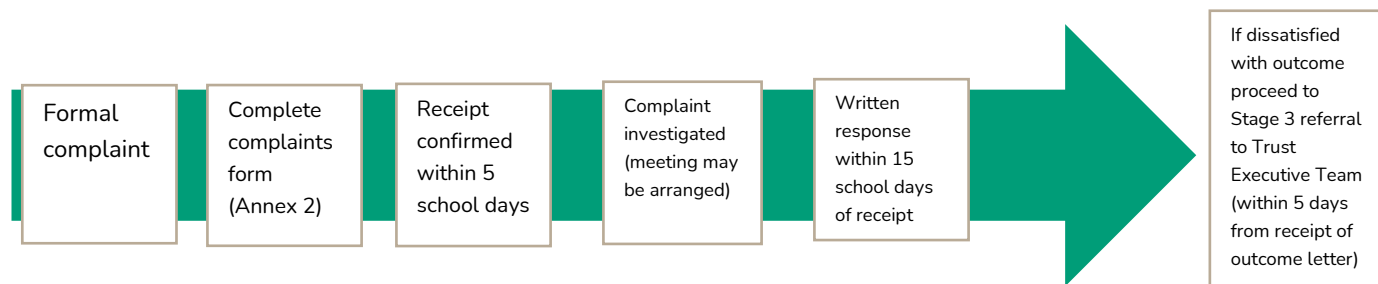 Formal
complaint
Complete
complaints
form
(Annex 2)
Receipt
confirmed
within 5
school days
Complaint
investigated
(meeting may
be arranged)
Written
response
within 15
school days
of receipt
If dissatisfied
with outcome
proceed to
Stage 3 referral
to Trust
Executive Team
(within 5 days
from receipt of
outcome letter)